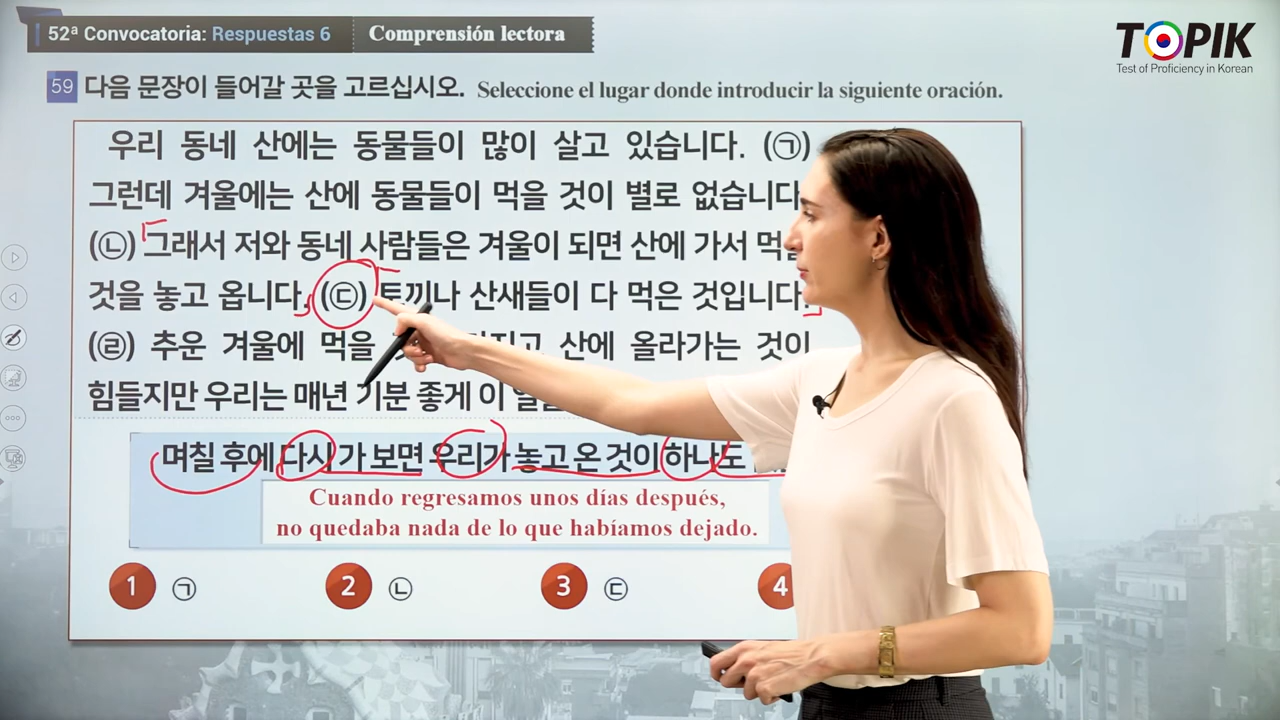 52ª Convocatoria: Respuestas 6 Comprensión lectora
TOPIK
Test of Proficiency in Korean
59 다음 문장이 들어갈 곳을 고르십시오. Seleccione el lugar donde introducir la siguiente oración.
우리 동네 산에는 동물들이 많이 살고 있습니다. (㉠)
그런데 겨울에는 산에 동물들이 먹을 것이 별로 없습니다.
(㉡) 그래서 저와 동네 사람들은 겨울이 되면 산에 가서 먹을
것을 놓고 옵니다. (㉢) 토끼나 산새들이 다 먹은 것입니다.
(㉣) 추운 겨울에 먹을 산에 올라가는 것이
힘들지만 우리는 매년 기분 좋게 이
며칠 후에 다시 가 보면 우리가 놓고 온 것이 하나도
Cuando regresamos unos días después,
no quedaba nada de lo que habíamos dejado.
1 ㉠ 2 ㉡ 3 ㉢ 4